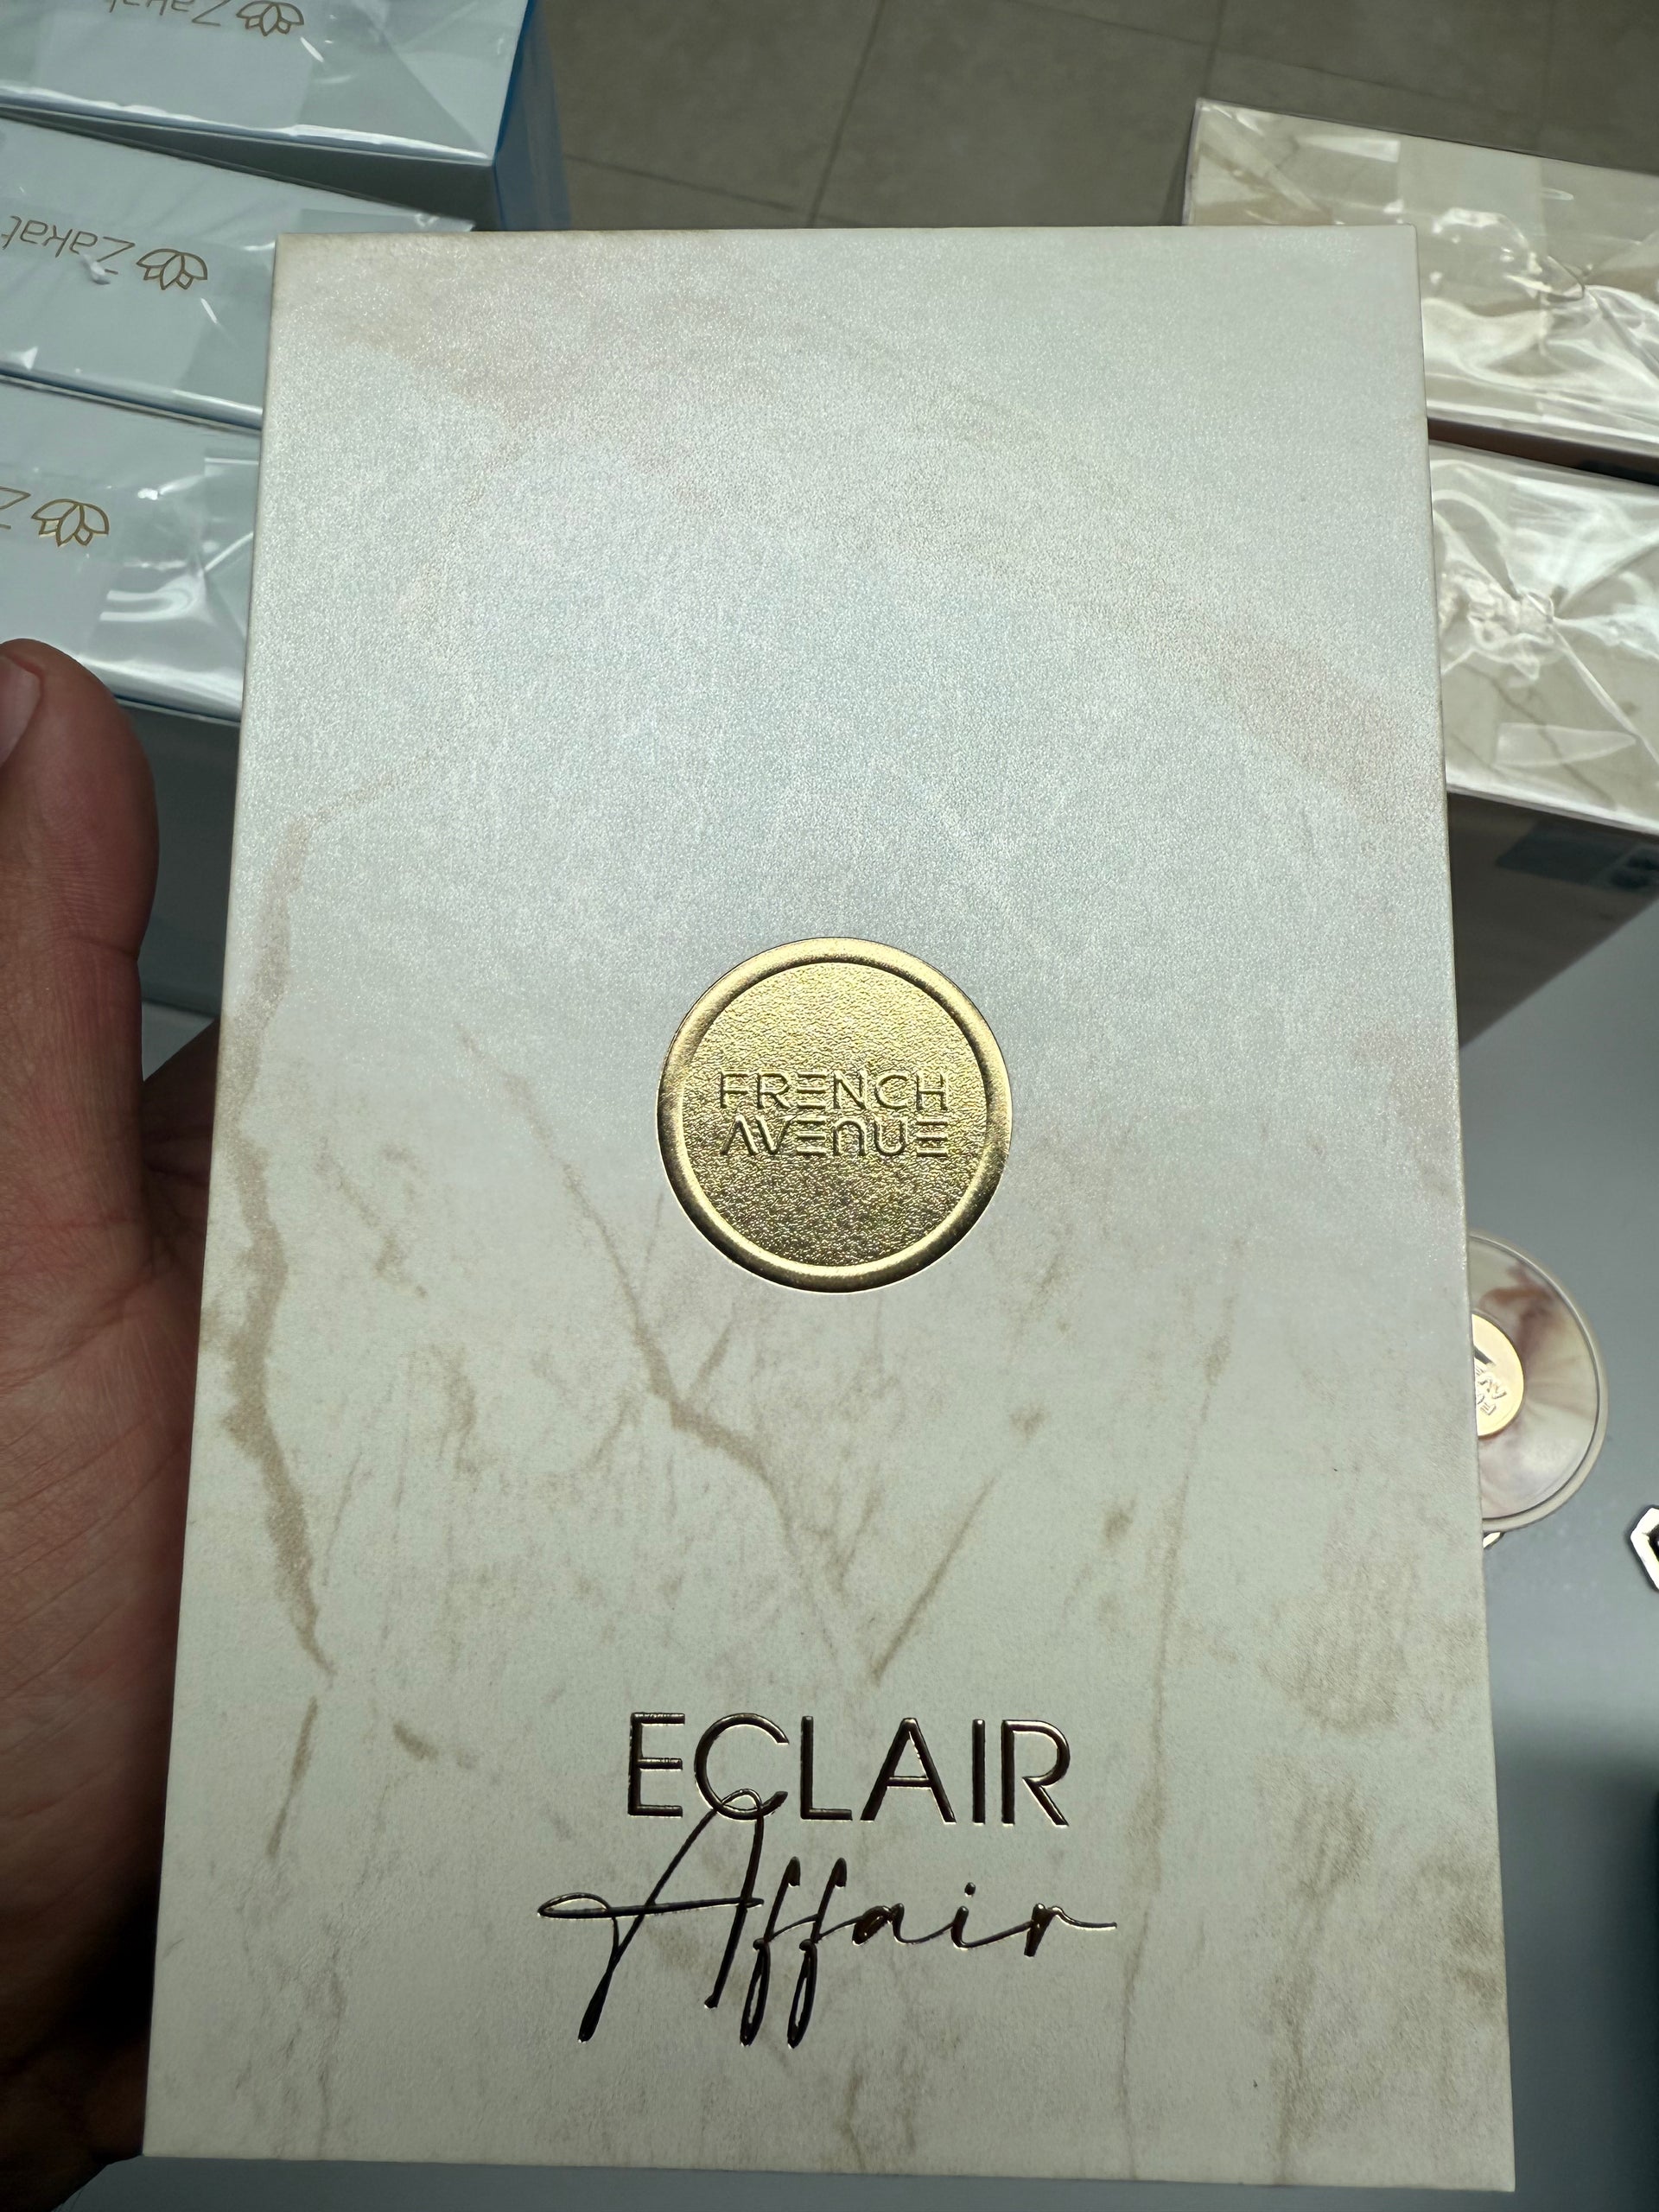 Zakat
Zakat
FRENCH
AVENUE
ECLAIR
Affair